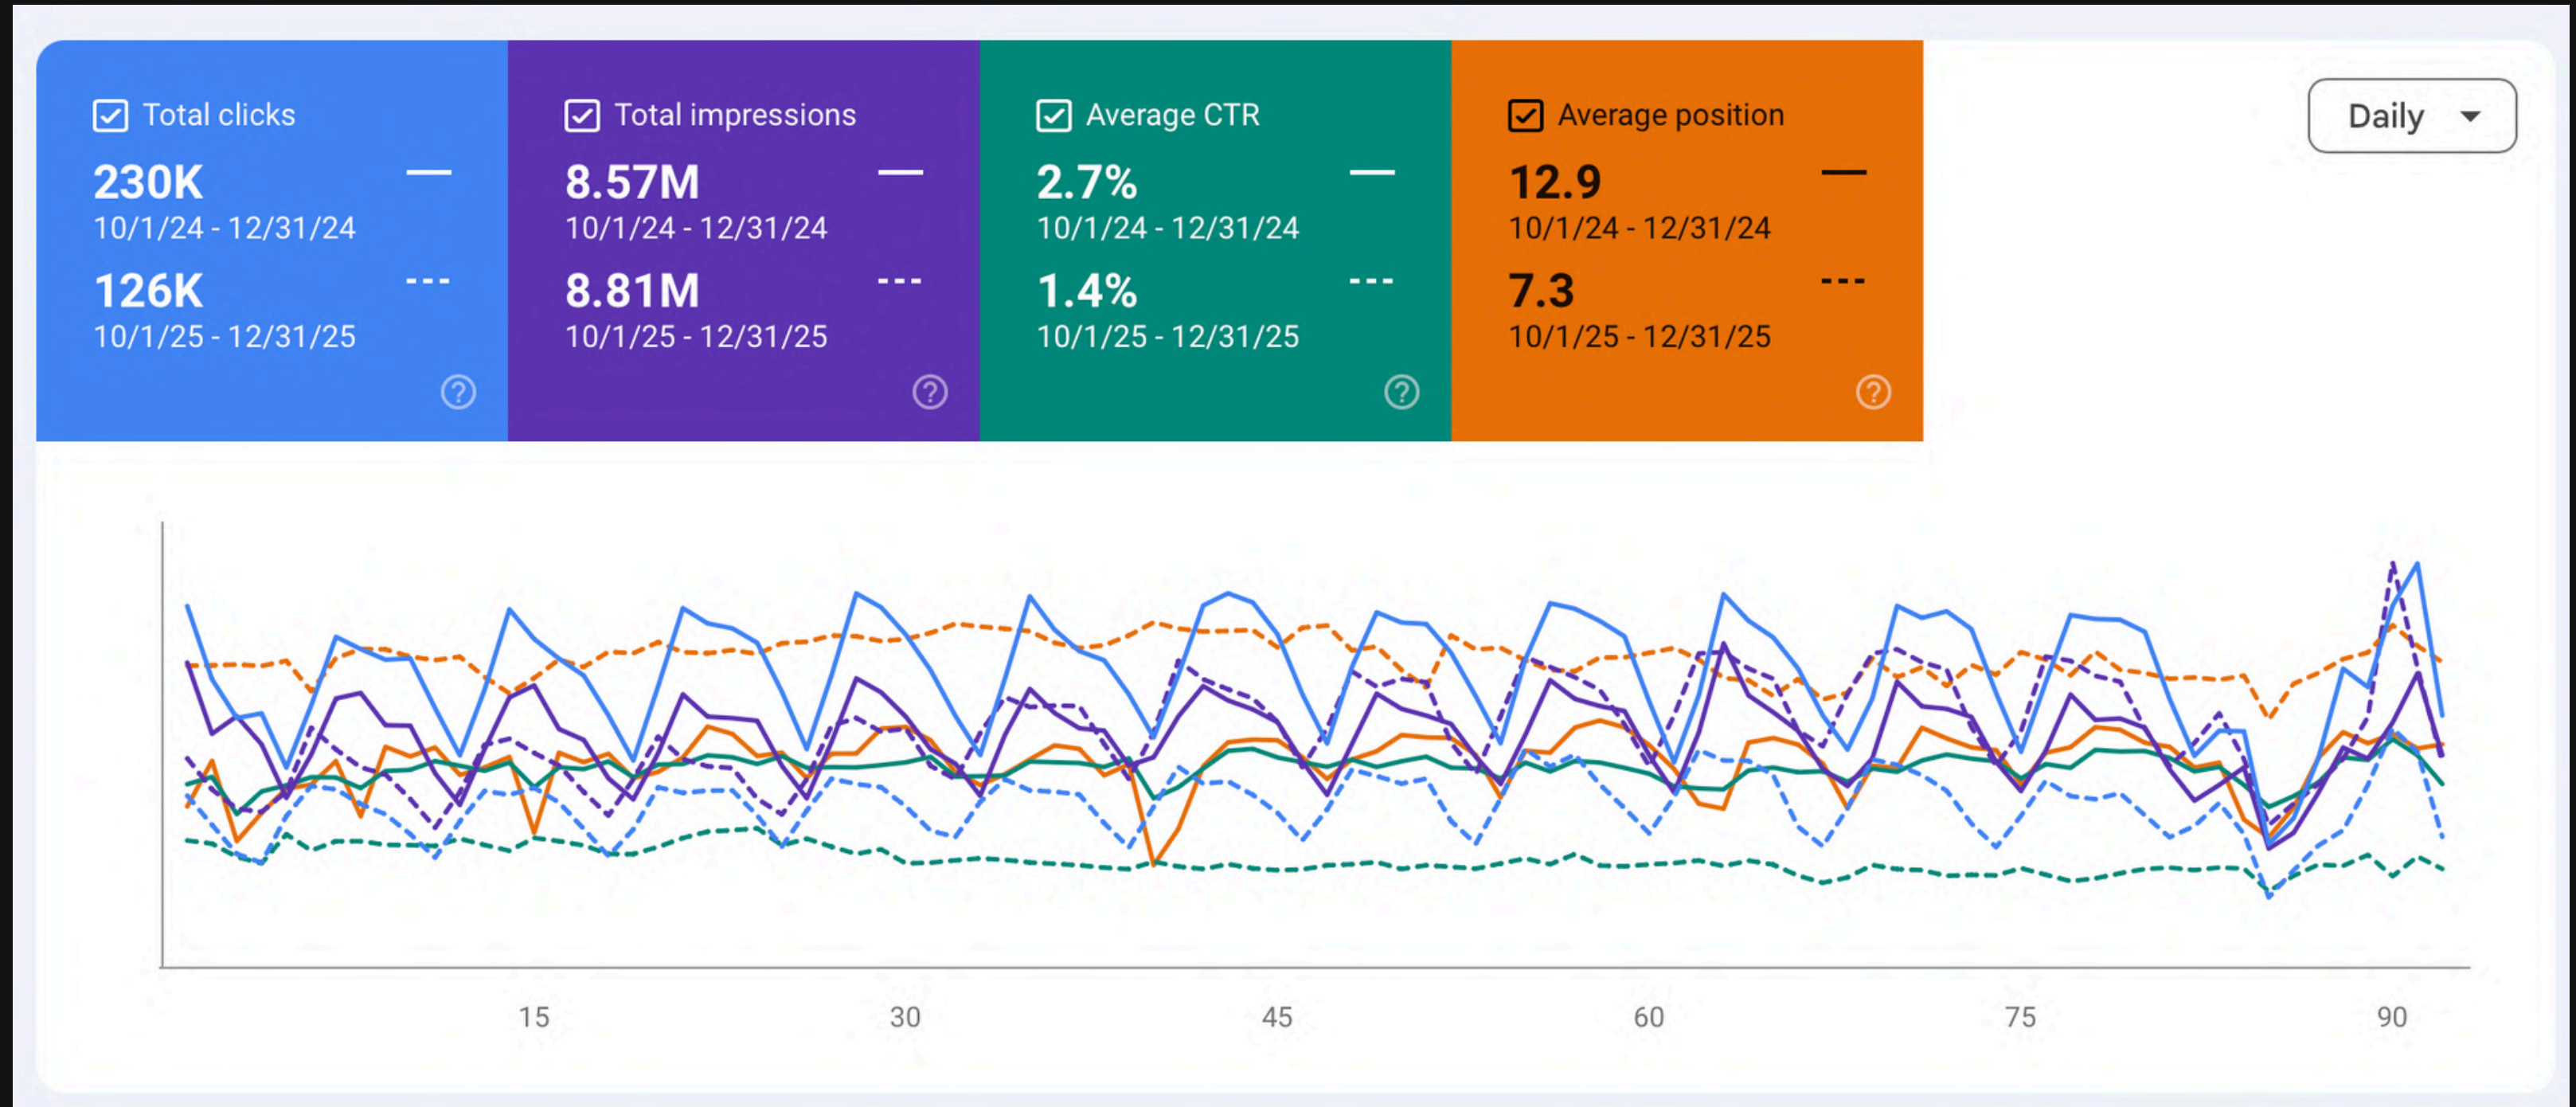 Total clicks
230K
10/1/24 - 12/31/24
126K
10/1/25 - 12/31/25
Total impressions
8.57M
10/1/24 - 12/31/24
8.81M
10/1/25 - 12/31/25
Average CTR
2.7%
10/1/24 - 12/31/24
1.4%
10/1/25 - 12/31/25
Average position
12.9
10/1/24 - 12/31/24
7.3
10/1/25 - 12/31/25
Daily
15 30 45 60 75 90